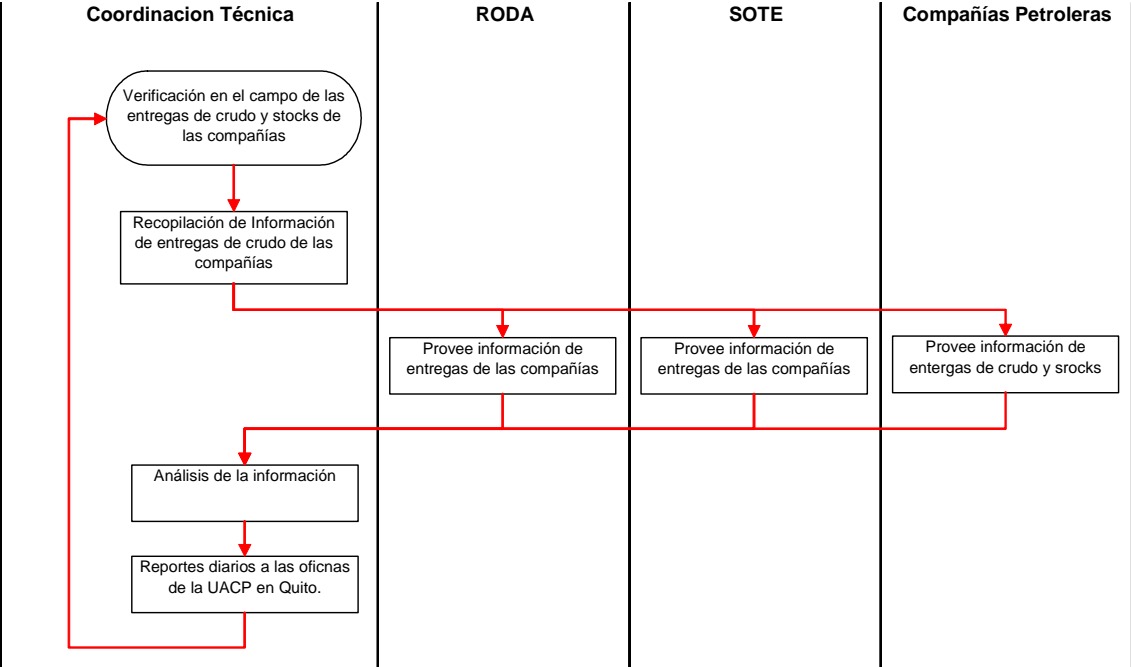 Coordinacion Técnica
RODA
SOTE
Compañías Petroleras
Verificación en el campo de las
entregas de crudo y stocks de
las compañías
Recopilación de Información
de entregas de crudo de las
compañías
Provee información de
entregas de las compañías
Provee información de
entregas de las compañías
Provee información de
entergas de crudo y srocks
Análisis de la información
Reportes diarios a las oficnas
de la UACP en Quito.